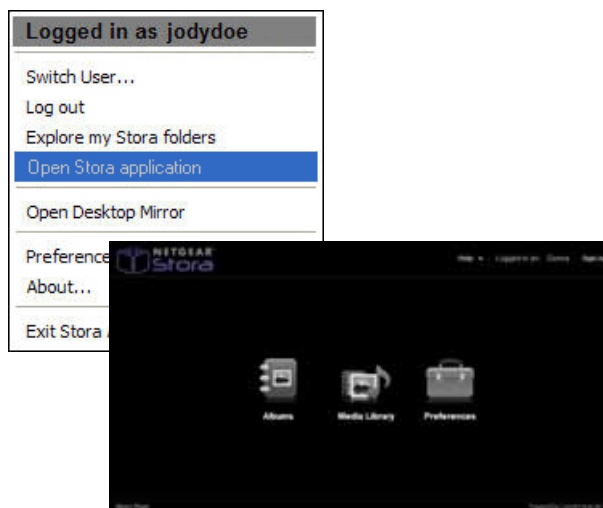 Logged in as jodydoe
Switch User...
Log out
Explore my Stora folders
Open Stora application
Open Desktop Mirror
Preference
About...
Exit Stora
NETGEAR
Stora
Help
Albums
Media Library
Preferences